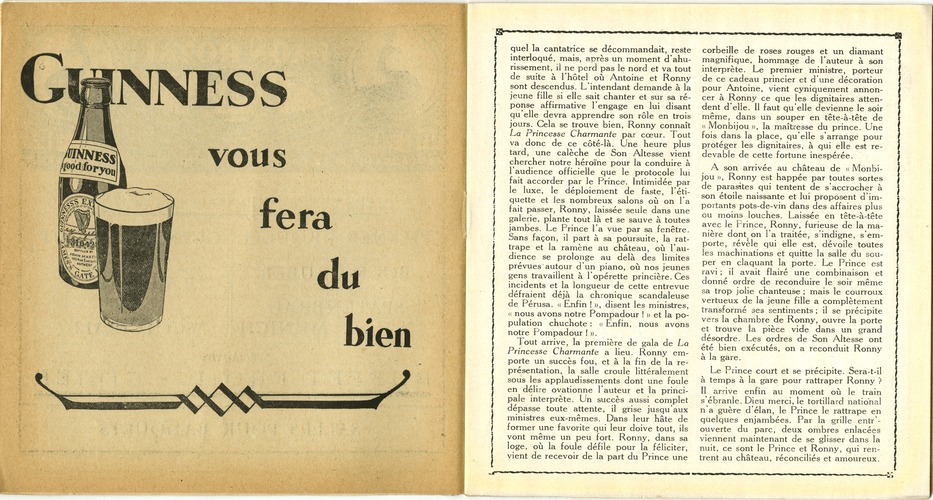 GUINNESS
vous
fera
du
bien
GUINNESS
good for you
quel la cantatrice se décommandait, reste
interloqué, mais, après un moment d'ahu-
rissement, il ne perd pas le nord et va tout
de suite à l'hôtel où Antoine et Ronny
sont descendus. L'intendant demande à la
jeune fille si elle sait chanter et sur sa ré-
ponse affirmative l'engage en lui disant
qu'elle devra apprendre son rôle en trois
jours. Cela se trouve bien, Ronny connaît
La Princesse Charmante par cœur. Tout
va donc de ce côté-là. Une heure plus
tard, une calèche de Son Altesse vient
chercher notre héroïne pour la conduire à
l'audience officielle que le protocole lui
fait accorder par le Prince. Intimidée par
le luxe, le déploiement de faste, l'éti-
quette et les nombreux salons où on l'a
fait passer, Ronny, laissée seule dans une
galerie, plante tout là et se sauve à toutes
jambes. Le Prince l'a vue par sa fenêtre.
Sans façon, il part à sa poursuite, la rat-
trape et la ramène au château, où l'au-
dience se prolonge au delà des limites
prévues autour d'un piano, où nos jeunes
gens travaillent à l'opérette princière. Ces
incidents et la longueur de cette entrevue
défraient déjà la chronique scandaleuse
de Pérusa. « Enfin ! », disent les ministres,
« nous avons notre Pompadour ! » et la po-
pulation chuchote : « Enfin, nous avons
notre Pompadour ! ».
Tout arrive, la première de gala de La
Princesse Charmante a lieu. Ronny em-
porte un succès fou, et à la fin de la re-
présentation, la salle croule littéralement
sous les applaudissements dont une foule
en délire ovationne l'auteur et la princi-
pale interprète. Un succès aussi complet
dépasse toute attente, il grise jusqu'aux
ministres eux-mêmes. Dans leur hâte de
former une favorite qui leur doive tout, ils
vont même un peu fort. Ronny, dans sa
loge, où la foule défile pour la féliciter,
vient de recevoir de la part du Prince une
corbeille de roses rouges et un diamant
magnifique, hommage de l'auteur à son
interprète. Le premier ministre, porteur
de ce cadeau princier et d'une décoration
pour Antoine, vient cyniquement annon-
cer à Ronny ce que les dignitaires atten-
dent d'elle. Il faut qu'elle devienne le soir
même, dans un souper en tête-à-tête de
« Monbijou », la maîtresse du prince. Une
fois dans la place, qu'elle s'arrange pour
protéger les dignitaires, à qui elle est re-
devable de cette fortune inespérée.
A son arrivée au château de « Monbi-
jou », Ronny est happée par toutes sortes
de parasites qui tentent de s'accrocher à
son étoile naissante et lui proposent d'im-
portants pots-de-vin dans des affaires plus
ou moins louches. Laissée en tête-à-tête
avec le Prince, Ronny, furieuse de la ma-
nière dont on l'a traitée, s'indigne, s'em-
porte, révèle qui elle est, dévoile toutes
les machinations et quitte la salle du sou-
per en claquant la porte. Le Prince est
ravi ; il avait flairé une combinaison et
donné ordre de reconduire le soir même
sa trop jolie chanteuse ; mais le courroux
vertueux de la jeune fille a complètement
transformé ses sentiments ; il se précipite
vers la chambre de Ronny, ouvre la porte
et trouve la pièce vide dans un grand
désordre. Les ordres de Son Altesse ont
été bien exécutés, on a reconduit Ronny
à la gare.
Le Prince court et se précipite. Sera-t-il
à temps à la gare pour rattraper Ronny ?
Il arrive enfin au moment où le train
s'ébranle. Dieu merci, le tortillard national
n'a guère d'élan, le Prince le rattrape en
quelques enjambées. Par la grille entr'-
ouverte du parc, deux ombres enlacées
viennent maintenant de se glisser dans la
nuit, ce sont le Prince et Ronny, qui ren-
trent au château, réconciliés et amoureux.